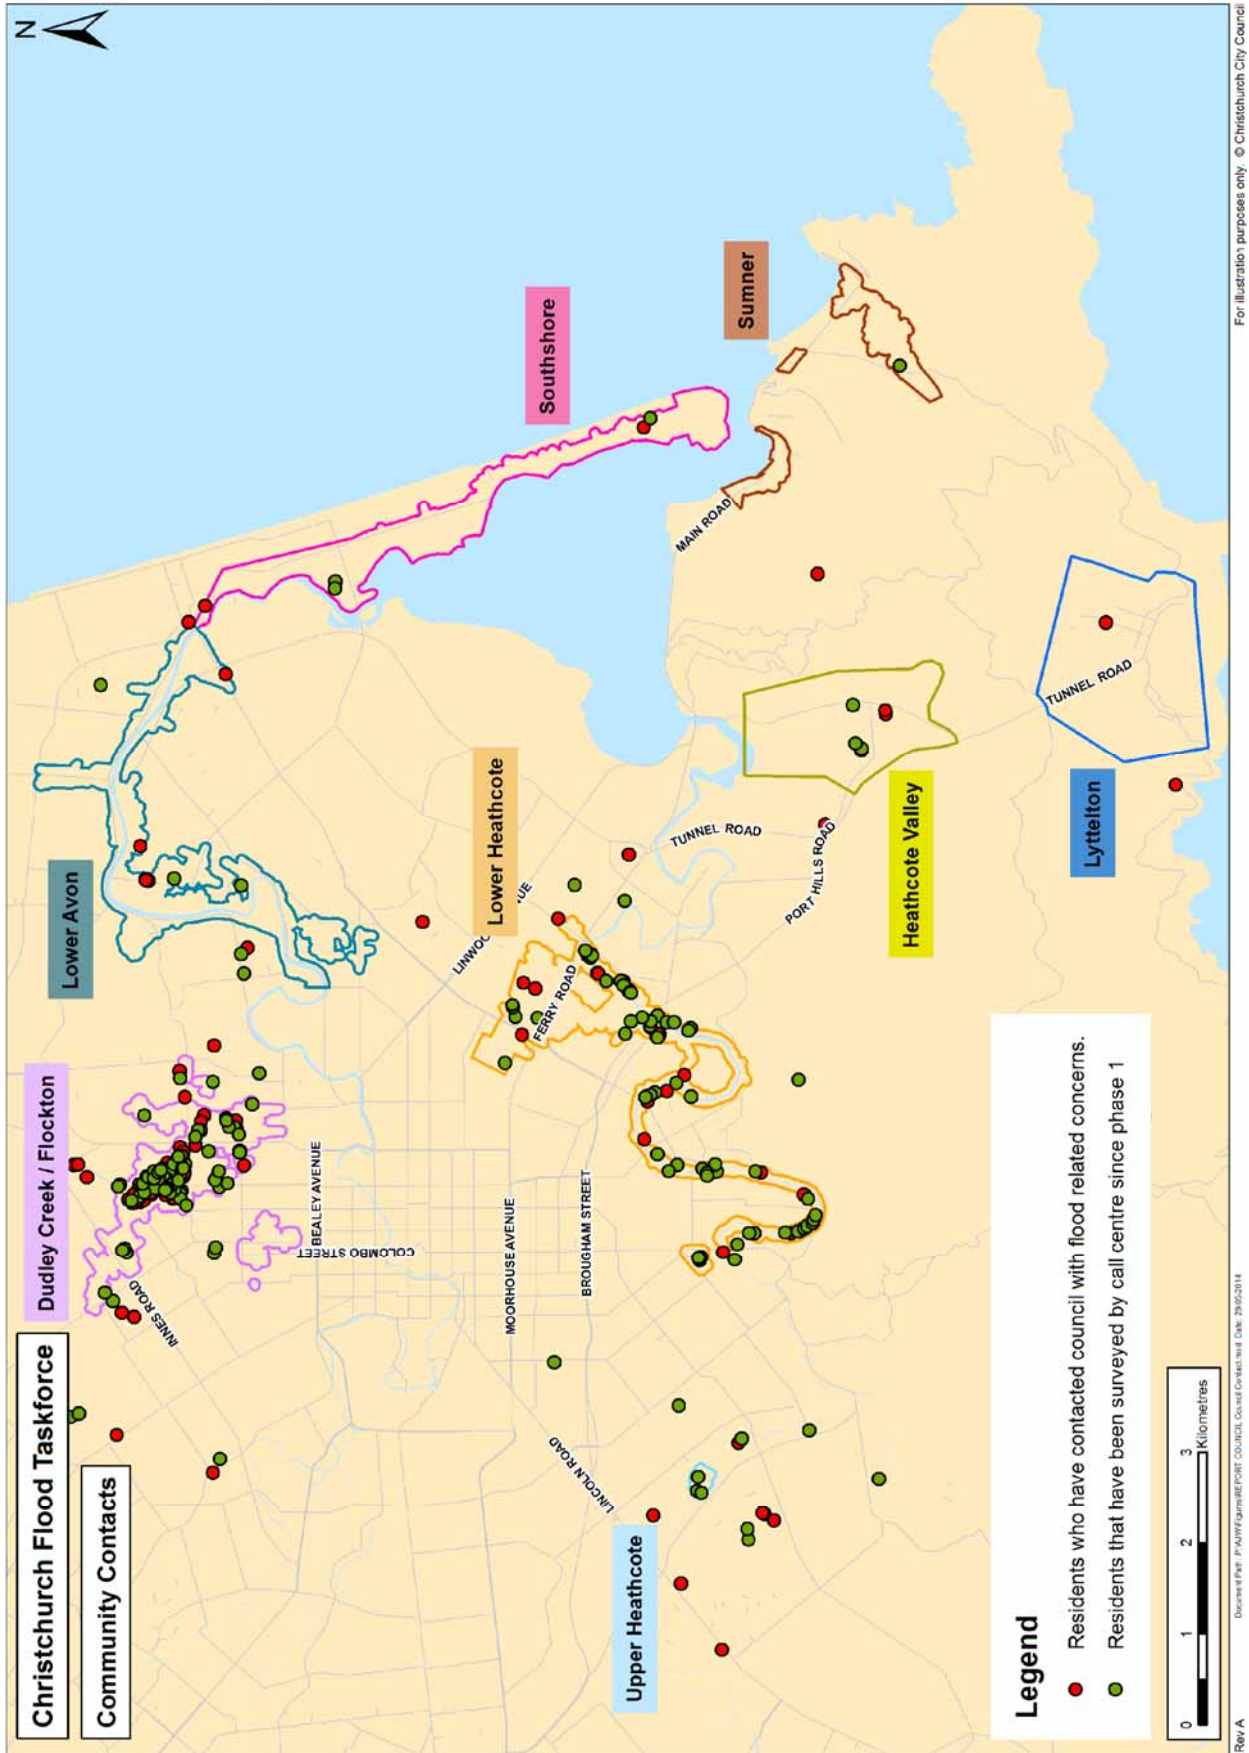 Christchurch Flood Taskforce
Community Contacts
N
Dudley Creek / Flockton
Lower Avon
Southshore
Sumner
Lower Heathcote
Heathcote Valley
Lyttelton
Upper Heathcote
INNES ROAD
BEALEY AVENUE
COLOMBO STREET
MOORHOUSE AVENUE
BROUGHAM STREET
LINCOLN ROAD
FERRY ROAD
TUNNEL ROAD
PORT HILLS ROAD
MAIN ROAD
TUNNEL ROAD
Legend
Residents who have contacted council with flood related concerns.
Residents that have been surveyed by call centre since phase 1
0 1 2 3
Kilometres
Rev A
For illustration purposes only. © Christchurch City Council